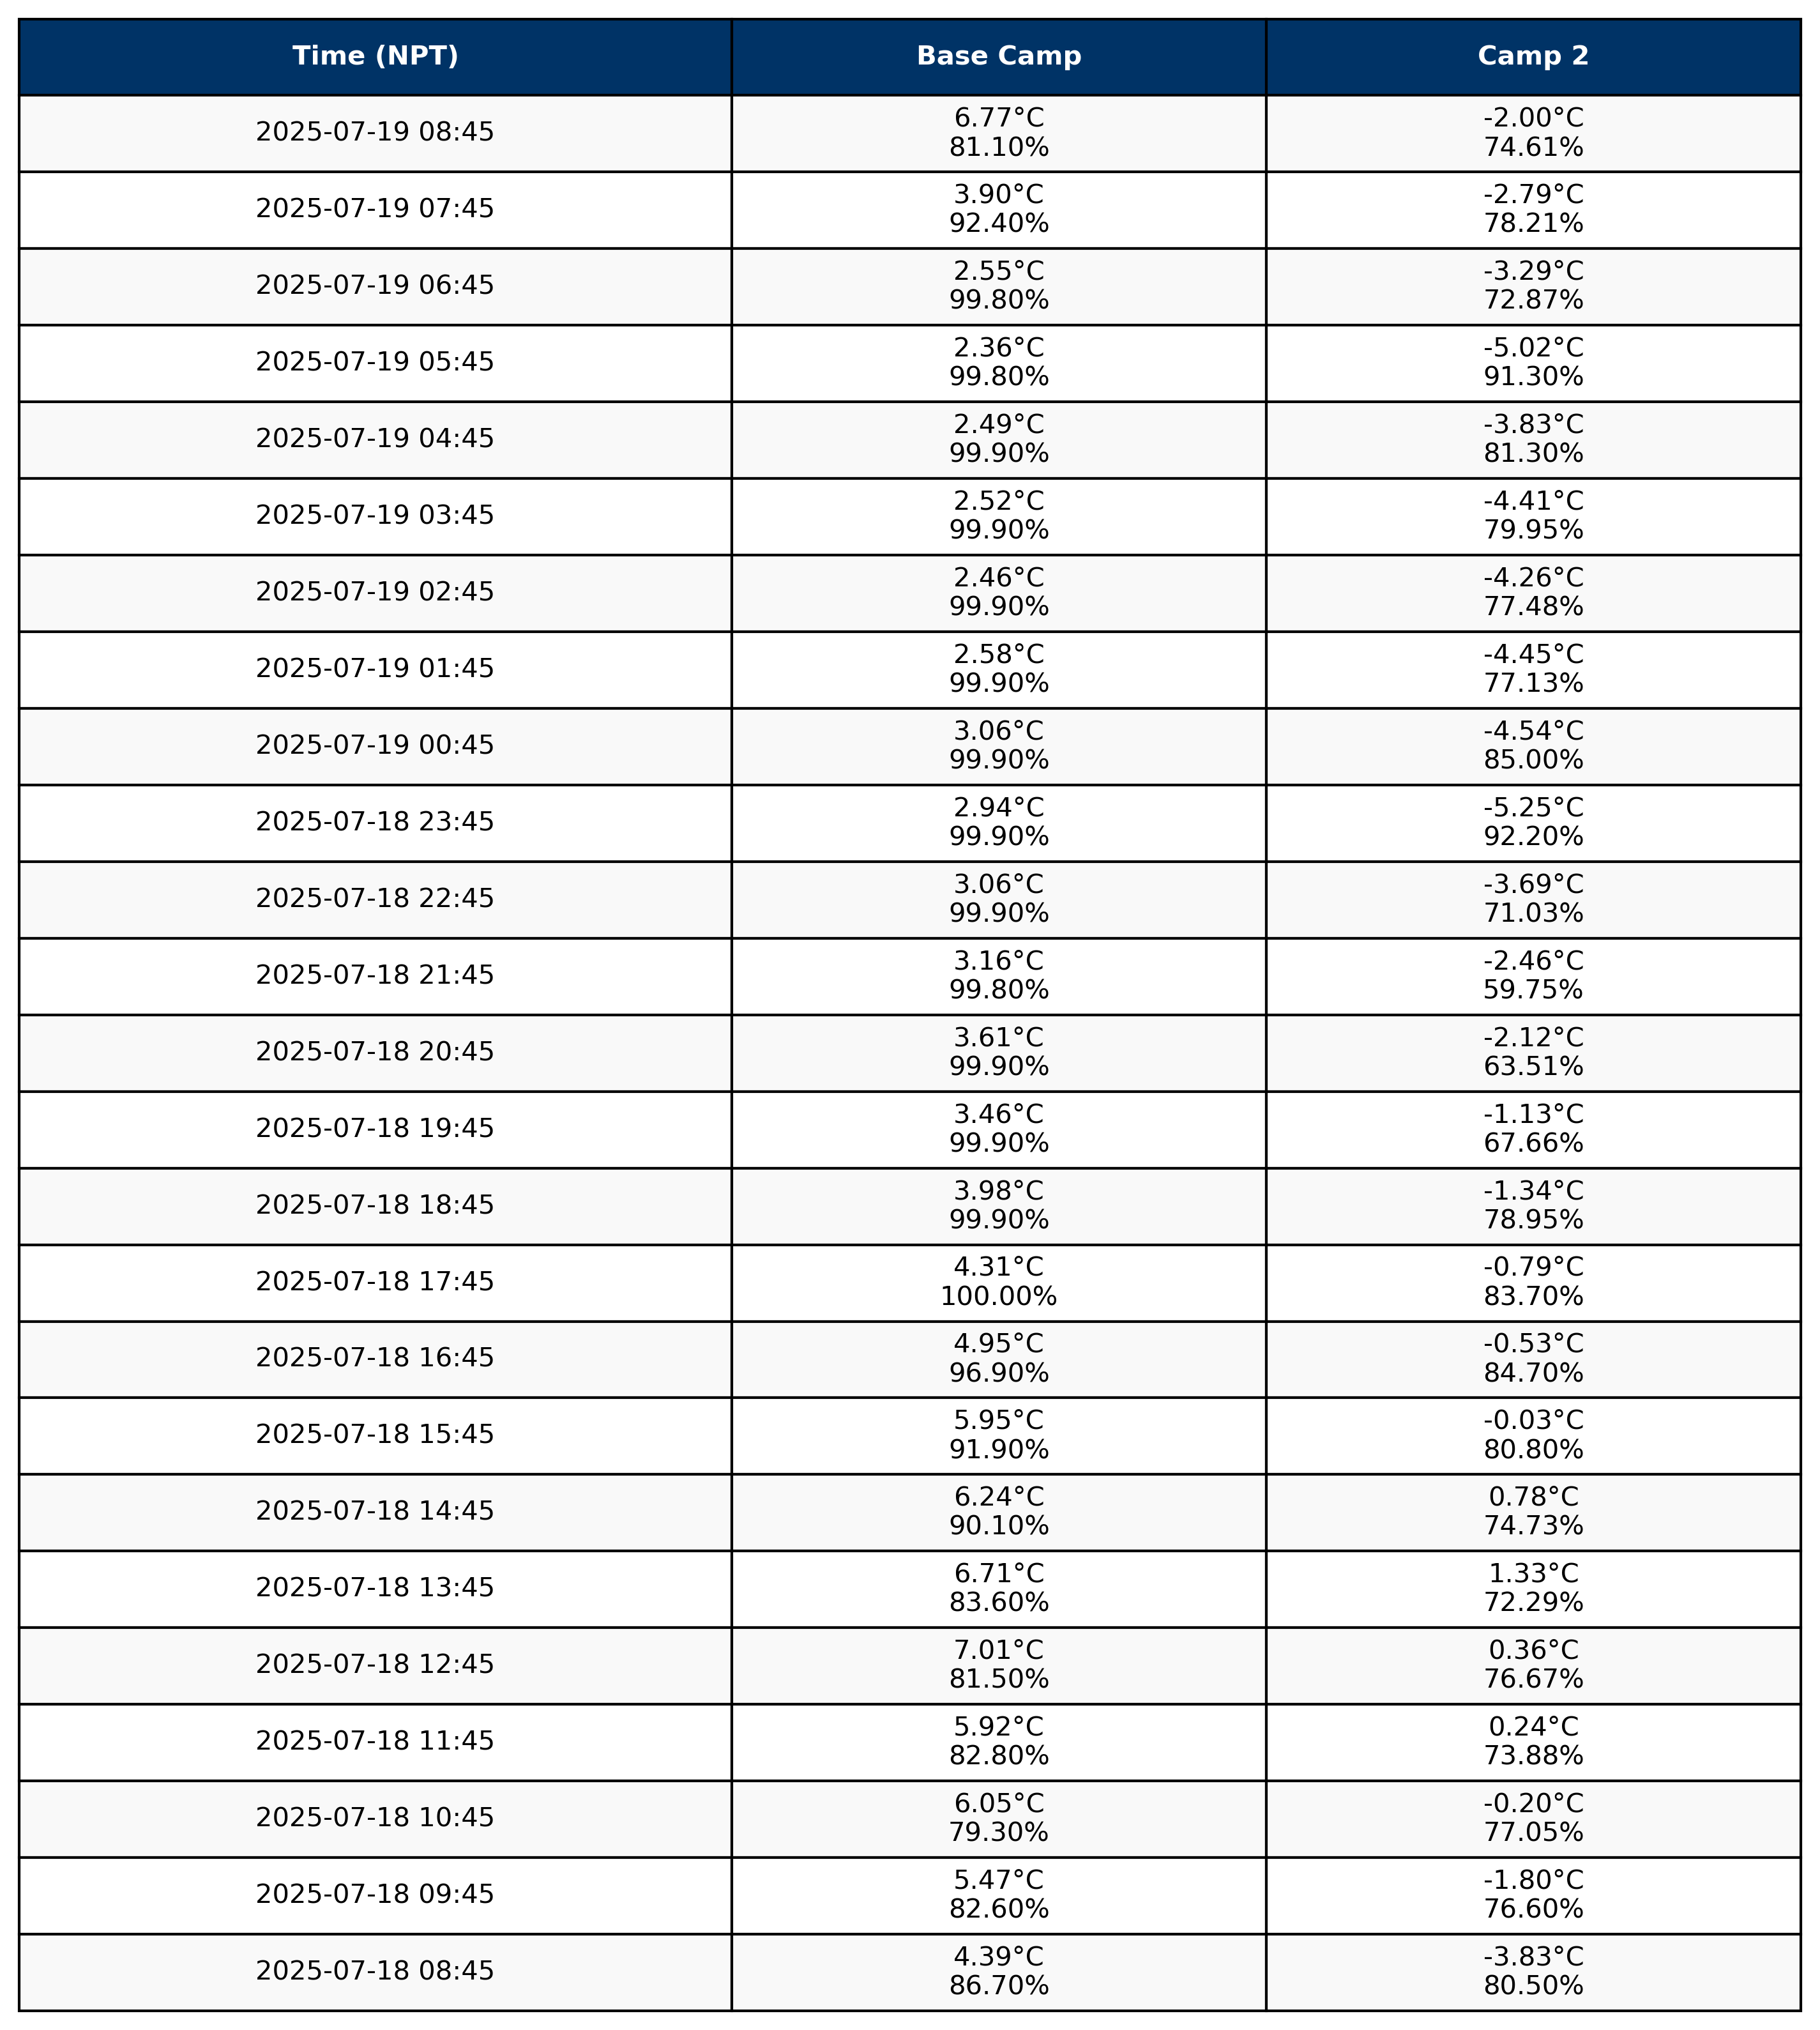 Time (NPT) Base Camp Camp 2
2025-07-19 08:45 6.77°C -2.00°C
81.10% 74.61%
2025-07-19 07:45 3.90°C -2.79°C
92.40% 78.21%
2025-07-19 06:45 2.55°C -3.29°C
99.80% 72.87%
2025-07-19 05:45 2.36°C -5.02°C
99.80% 91.30%
2025-07-19 04:45 2.49°C -3.83°C
99.90% 81.30%
2025-07-19 03:45 2.52°C -4.41°C
99.90% 79.95%
2025-07-19 02:45 2.46°C -4.26°C
99.90% 77.48%
2025-07-19 01:45 2.58°C -4.45°C
99.90% 77.13%
2025-07-19 00:45 3.06°C -4.54°C
99.90% 85.00%
2025-07-18 23:45 2.94°C -5.25°C
99.90% 92.20%
2025-07-18 22:45 3.06°C -3.69°C
99.90% 71.03%
2025-07-18 21:45 3.16°C -2.46°C
99.80% 59.75%
2025-07-18 20:45 3.61°C -2.12°C
99.90% 63.51%
2025-07-18 19:45 3.46°C -1.13°C
99.90% 67.66%
2025-07-18 18:45 3.98°C -1.34°C
99.90% 78.95%
2025-07-18 17:45 4.31°C -0.79°C
100.00% 83.70%
2025-07-18 16:45 4.95°C -0.53°C
96.90% 84.70%
2025-07-18 15:45 5.95°C -0.03°C
91.90% 80.80%
2025-07-18 14:45 6.24°C 0.78°C
90.10% 74.73%
2025-07-18 13:45 6.71°C 1.33°C
83.60% 72.29%
2025-07-18 12:45 7.01°C 0.36°C
81.50% 76.67%
2025-07-18 11:45 5.92°C 0.24°C
82.80% 73.88%
2025-07-18 10:45 6.05°C -0.20°C
79.30% 77.05%
2025-07-18 09:45 5.47°C -1.80°C
82.60% 76.60%
2025-07-18 08:45 4.39°C -3.83°C
86.70% 80.50%